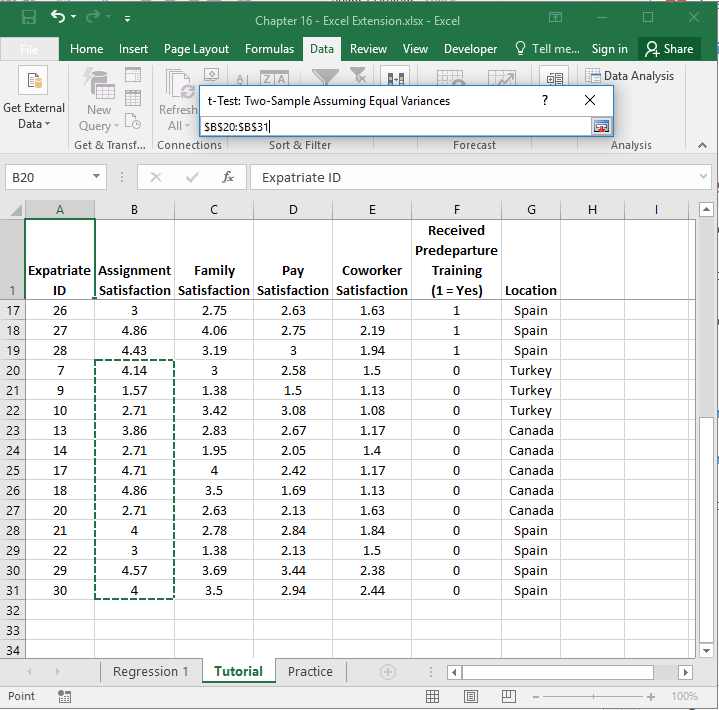 Chapter 16 - Excel Extension.xlsx - Excel
File Home Insert Page Layout Formulas Data Review View Developer Tell me... Sign in Share
Get External Data
New Query
Refresh All
Data Analysis
Get & Transf... Connections Sort & Filter Forecast Analysis
t-Test: Two-Sample Assuming Equal Variances ?
$B$20:$B$31
B20 fx Expatriate ID
A B C D E F G H I
1 Expatriate ID Assignment Satisfaction Family Satisfaction Pay Satisfaction Coworker Satisfaction Received Predeparture Training (1 = Yes) Location
17 26 3 2.75 2.63 1.63 1 Spain
18 27 4.86 4.06 2.75 2.19 1 Spain
19 28 4.43 3.19 3 1.94 1 Spain
20 7 4.14 3 2.58 1.5 0 Turkey
21 9 1.57 1.38 1.5 1.13 0 Turkey
22 10 2.71 3.42 3.08 1.08 0 Turkey
23 13 3.86 2.83 2.67 1.17 0 Canada
24 14 2.71 1.95 2.05 1.4 0 Canada
25 17 4.71 4 2.42 1.17 0 Canada
26 18 4.86 3.5 1.69 1.13 0 Canada
27 20 2.71 2.63 2.13 1.63 0 Canada
28 21 4 2.78 2.84 1.84 0 Spain
29 22 3 1.38 2.13 1.5 0 Spain
30 29 4.57 3.69 3.44 2.38 0 Spain
31 30 4 3.5 2.94 2.44 0 Spain
32
33
34
Regression 1 Tutorial Practice
Point 100%